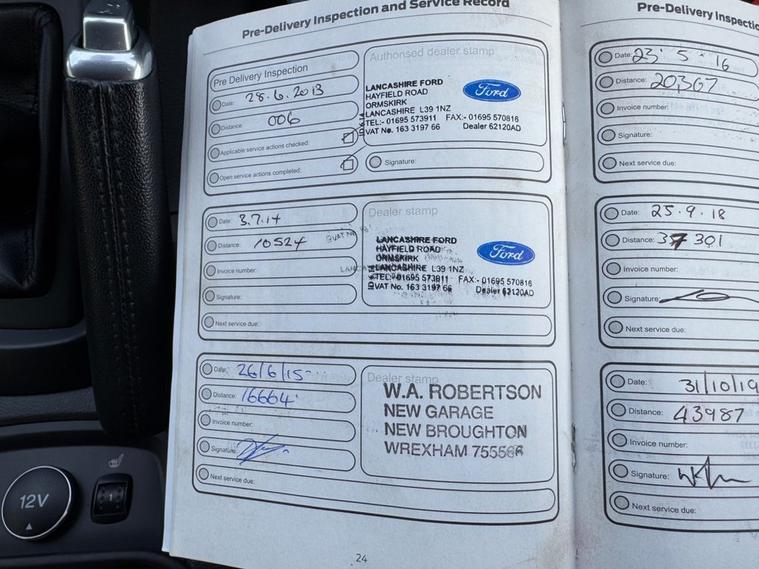 Pre-Delivery Inspection and Service Record
Pre Delivery Inspection
Date: 28.6.2013
Distance: 006
Applicable service actions checked:
Open service actions completed:
Authorised dealer stamp
LANCASHIRE FORD
HAYFIELD ROAD
ORMSKIRK
LANCASHIRE L39 1NZ
TEL:- 01695 573911 FAX:- 01695 570816
VAT No. 163 3197 66 Dealer 62120AD
Ford
Signature:
Date: 3.7.14
Distance: 10524
Invoice number:
Signature:
Next service due:
Dealer stamp
LANCASHIRE FORD
HAYFIELD ROAD
ORMSKIRK
LANCASHIRE L39 1NZ
TEL:- 01695 573911 FAX:- 01695 570816
VAT No. 163 3197 66 Dealer 62120AD
Ford
Date: 26/6/15
Distance: 16664
Invoice number:
Signature:
Next service due:
Dealer stamp
W.A. ROBERTSON
NEW GARAGE
NEW BROUGHTON
WREXHAM
24
Pre-Delivery Inspectio
Date: 23.5.16
Distance: 20367
Invoice number:
Signature:
Next service due:
Date: 25.9.18
Distance: 37301
Invoice number:
Signature:
Next service due:
Date: 31/10/19
Distance: 43987
Invoice number:
Signature:
Next service due:
12V